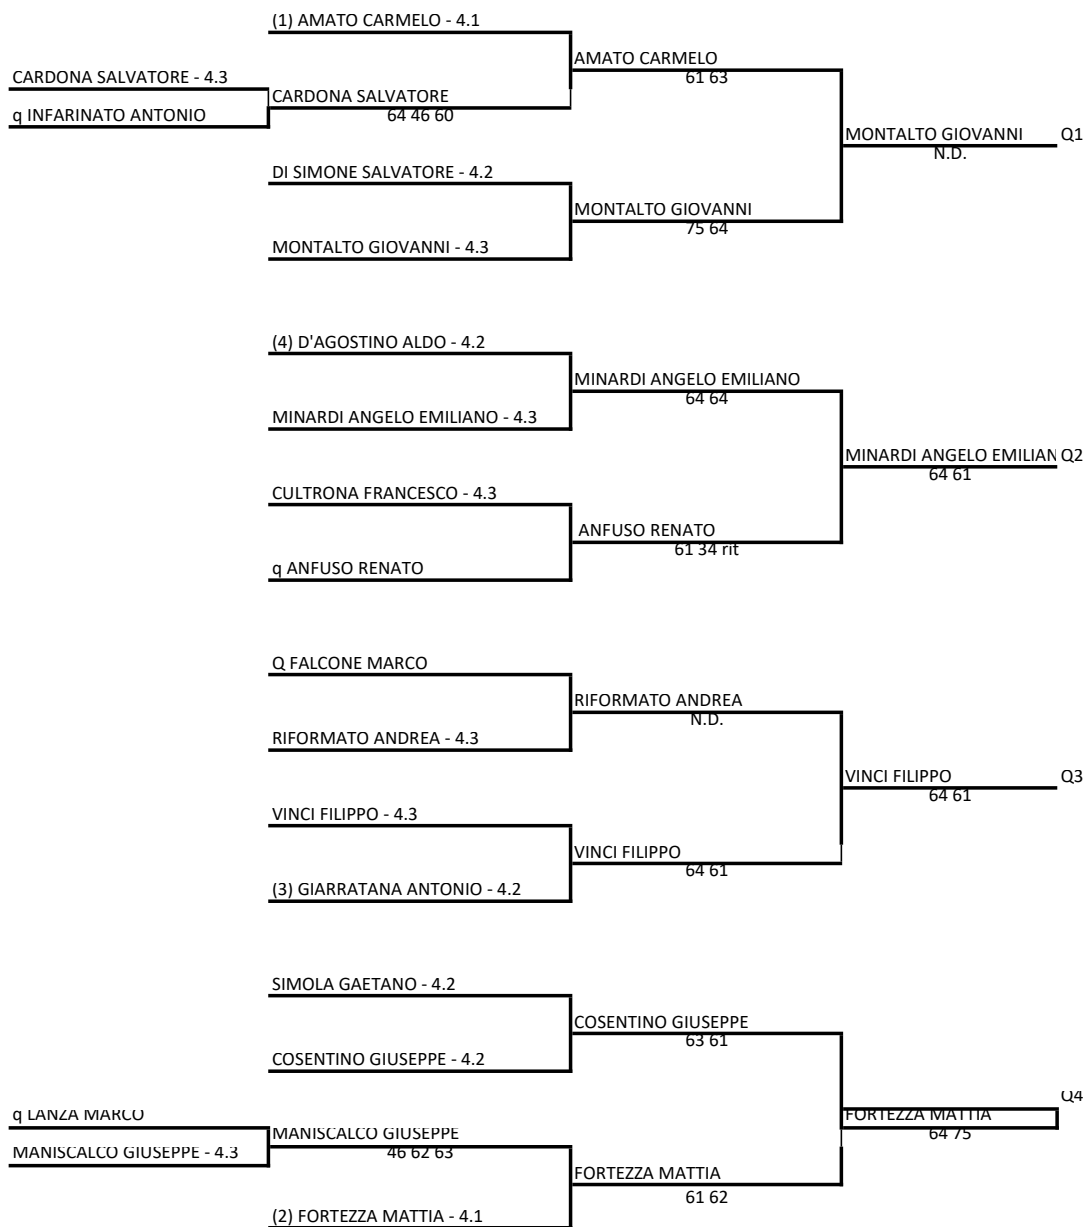 (1) AMATO CARMELO - 4.1
AMATO CARMELO
61 63
CARDONA SALVATORE - 4.3
CARDONA SALVATORE
64 46 60
q INFARINATO ANTONIO
MONTALTO GIOVANNI Q1
N.D.
DI SIMONE SALVATORE - 4.2
MONTALTO GIOVANNI
75 64
MONTALTO GIOVANNI - 4.3
(4) D'AGOSTINO ALDO - 4.2
MINARDI ANGELO EMILIANO
64 64
MINARDI ANGELO EMILIANO - 4.3
MINARDI ANGELO EMILIAN Q2
64 61
CULTRONA FRANCESCO - 4.3
ANFUSO RENATO
61 34 rit
q ANFUSO RENATO
Q FALCONE MARCO
RIFORMATO ANDREA
N.D.
RIFORMATO ANDREA - 4.3
VINCI FILIPPO Q3
64 61
VINCI FILIPPO - 4.3
VINCI FILIPPO
64 61
(3) GIARRATANA ANTONIO - 4.2
SIMOLA GAETANO - 4.2
COSENTINO GIUSEPPE
63 61
COSENTINO GIUSEPPE - 4.2
Q4
q LANZA MARCO
FORTEZZA MATTIA
64 75
MANISCALCO GIUSEPPE
46 62 63
MANISCALCO GIUSEPPE - 4.3
FORTEZZA MATTIA
61 62
(2) FORTEZZA MATTIA - 4.1